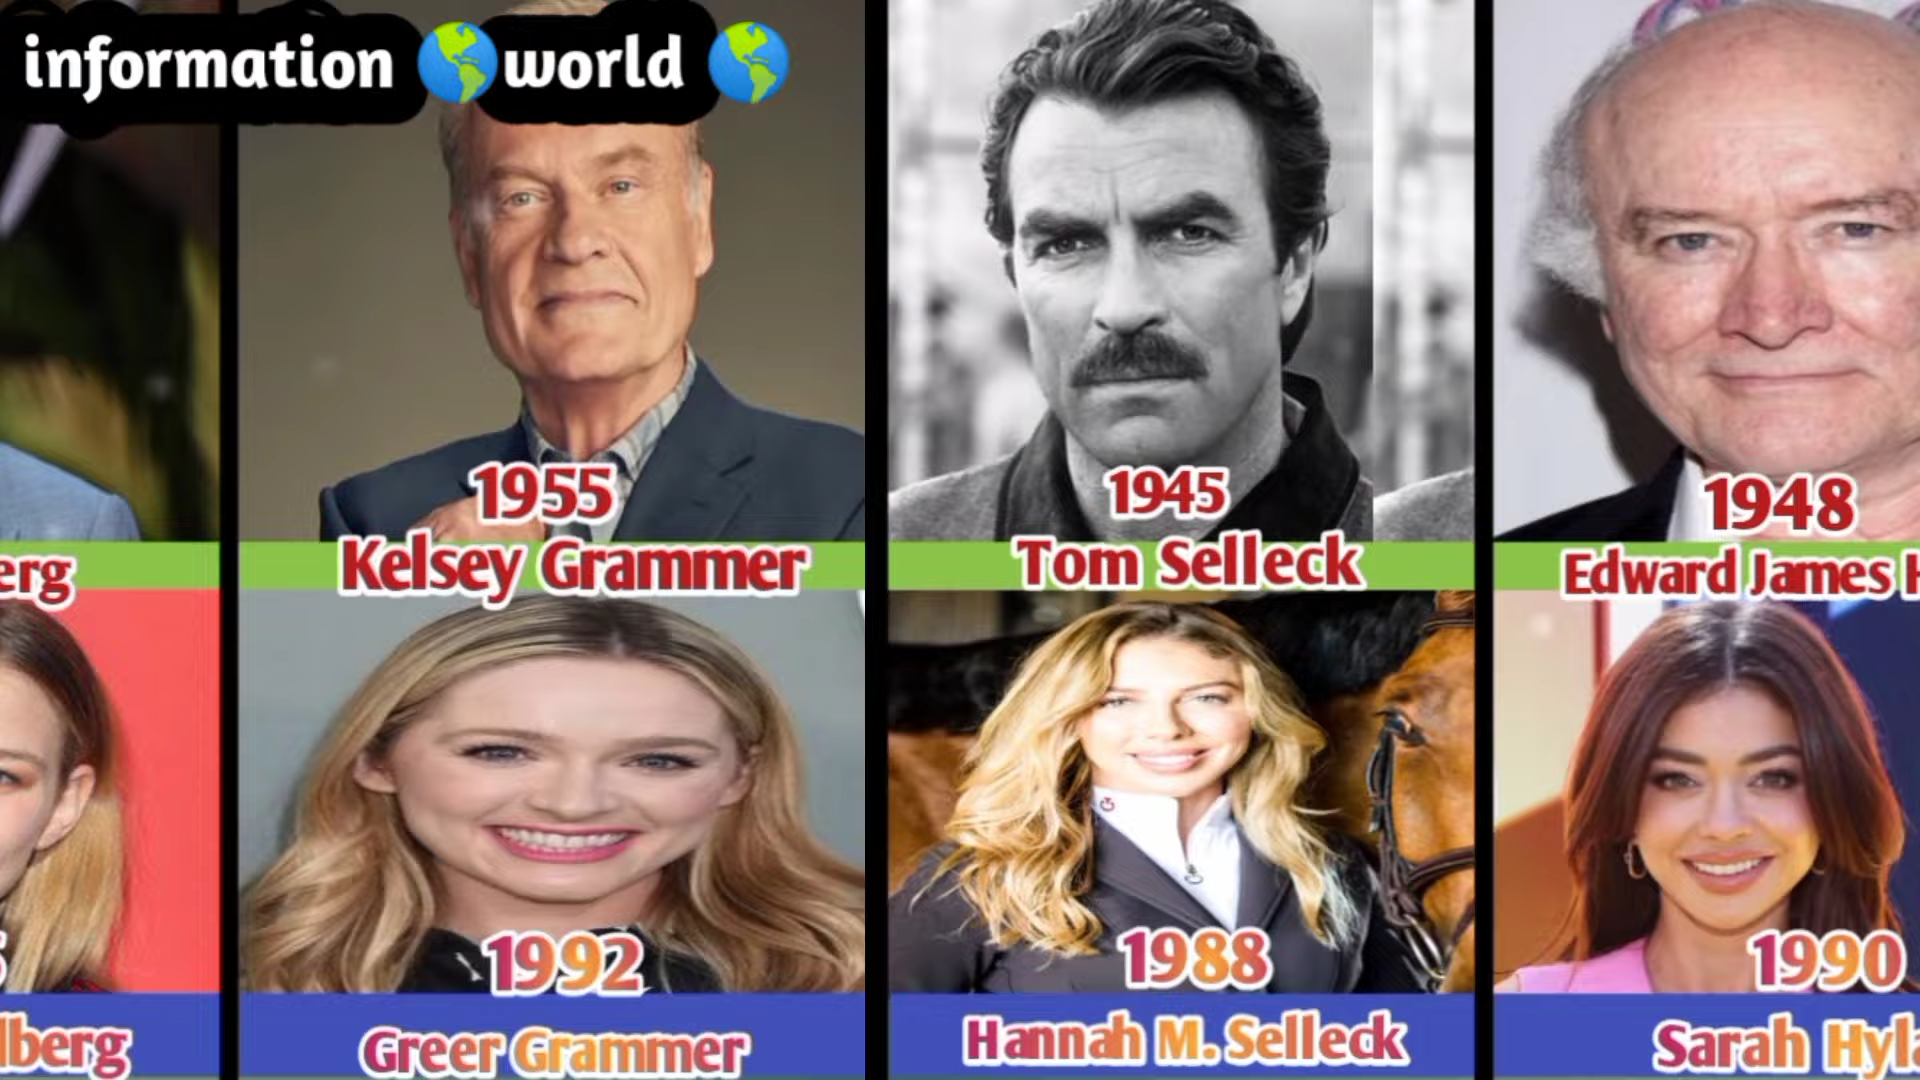 information 🌎world 🌎
1955
1945
1948
erg
Kelsey Grammer
Tom Selleck
Edward James H
1992
1988
1990
lberg
Greer Grammer
Hannah M. Selleck
Sarah Hyla